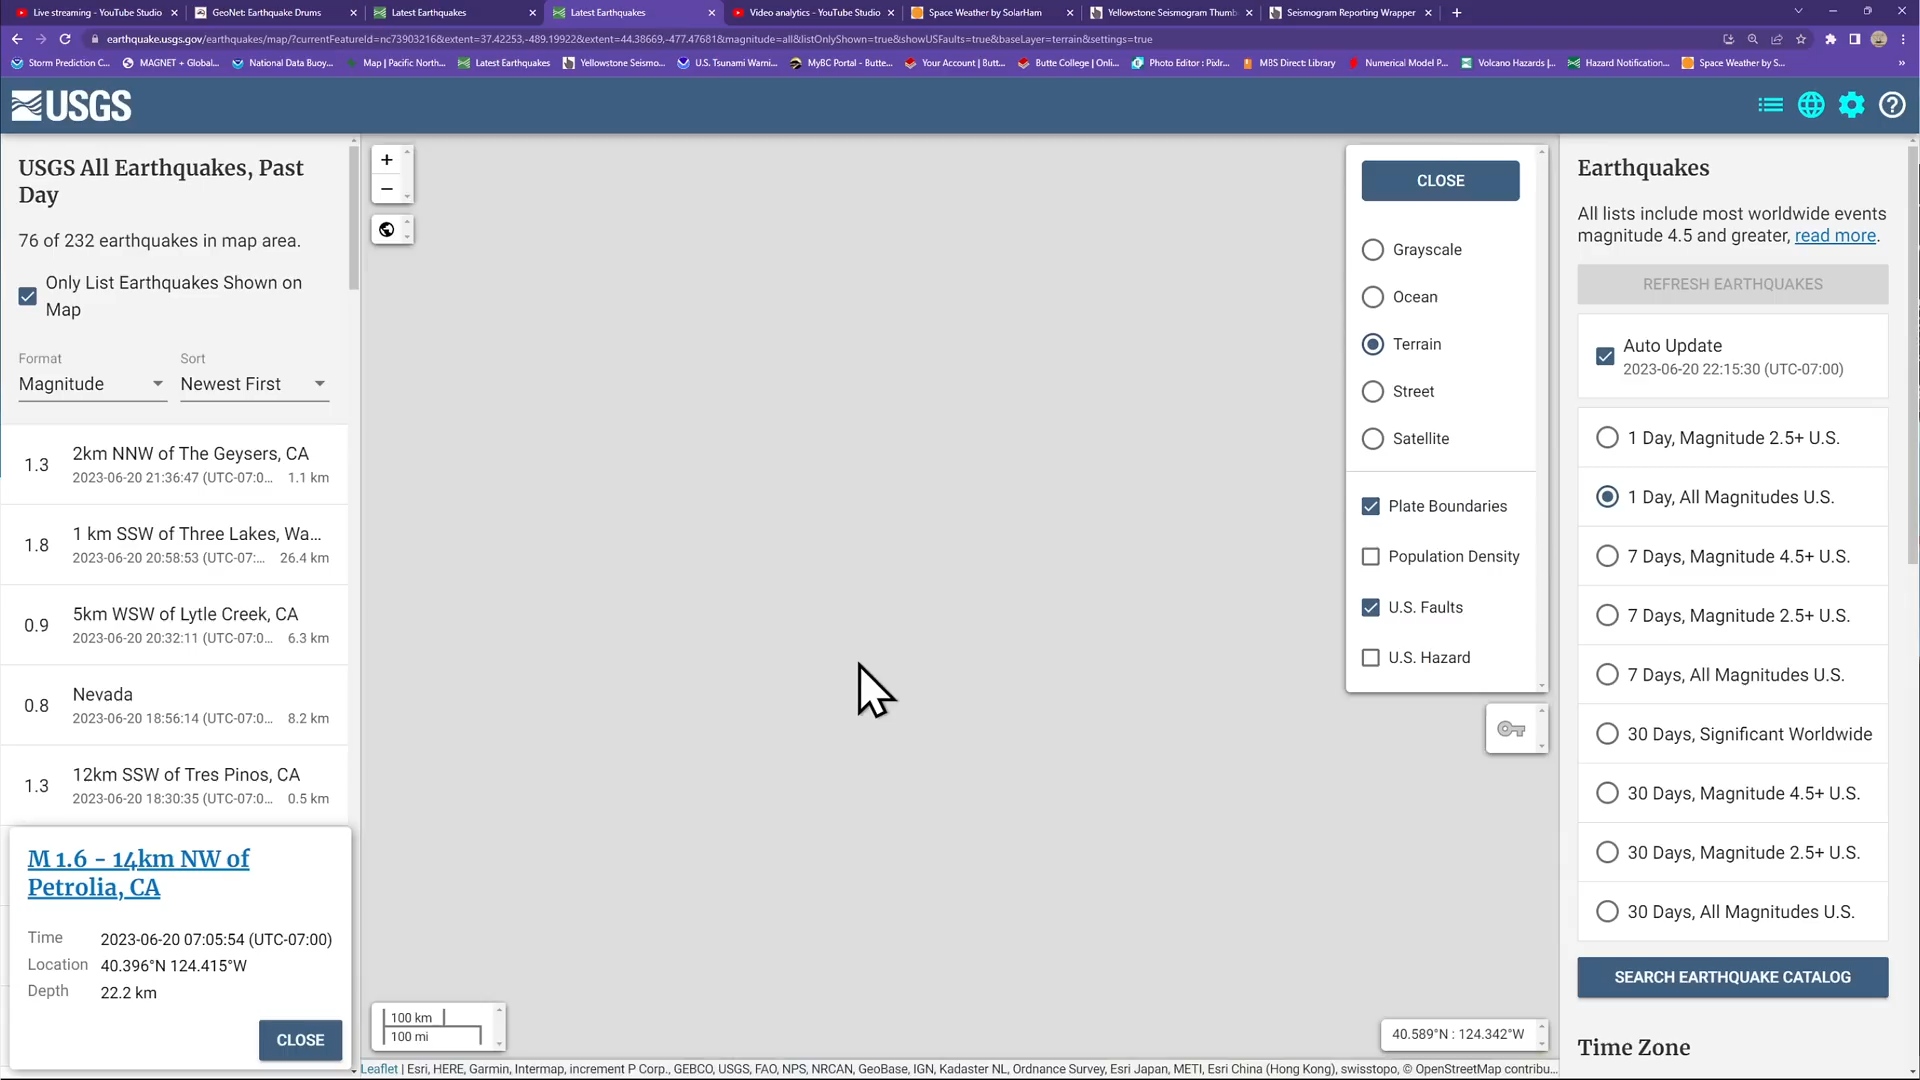 Live streaming - YouTube Studio
GeoNet: Earthquake Drums
Latest Earthquakes
Latest Earthquakes
Video analytics - YouTube Studio
Space Weather by SolarHam
Yellowstone Seismogram Thumb
Seismogram Reporting Wrapper
earthquake.usgs.gov/earthquakes/map/?currentFeatureId=nc73903216&extent=37.42253,-489.19922&extent=44.38669,-477.47681&magnitude=all&listOnlyShown=true&showUSFaults=true&baseLayer=terrain&settings=true
Storm Prediction C...
MAGNET + Global...
National Data Buoy...
Map | Pacific North...
Latest Earthquakes
Yellowstone Seismo...
U.S. Tsunami Warni...
MyBC Portal - Butte...
Your Account | Butt...
Butte College | Onli...
Photo Editor : Pixlr...
MBS Direct Library
Numerical Model P...
Volcano Hazards |...
Hazard Notification...
Space Weather by S...
USGS
USGS All Earthquakes, Past
Day
76 of 232 earthquakes in map area.
Only List Earthquakes Shown on
Map
Format
Sort
Magnitude
Newest First
1.3
2km NNW of The Geysers, CA
2023-06-20 21:36:47 (UTC-07:0... 1.1 km
1.8
1 km SSW of Three Lakes, Wa...
2023-06-20 20:58:53 (UTC-07:... 26.4 km
0.9
5km WSW of Lytle Creek, CA
2023-06-20 20:32:11 (UTC-07:0... 6.3 km
0.8
Nevada
2023-06-20 18:56:14 (UTC-07:0... 8.2 km
1.3
12km SSW of Tres Pinos, CA
2023-06-20 18:30:35 (UTC-07:0... 0.5 km
M 1.6 - 14km NW of
Petrolia, CA
Time 2023-06-20 07:05:54 (UTC-07:00)
Location 40.396°N 124.415°W
Depth 22.2 km
CLOSE
+
−
100 km
100 mi
CLOSE
Grayscale
Ocean
Terrain
Street
Satellite
Plate Boundaries
Population Density
U.S. Faults
U.S. Hazard
40.589°N : 124.342°W
Leaflet | Esri, HERE, Garmin, Intermap, increment P Corp., GEBCO, USGS, FAO, NPS, NRCAN, GeoBase, IGN, Kadaster NL, Ordnance Survey, Esri Japan, METI, Esri China (Hong Kong), swisstopo, © OpenStreetMap contribu...
Earthquakes
All lists include most worldwide events
magnitude 4.5 and greater, read more.
REFRESH EARTHQUAKES
Auto Update
2023-06-20 22:15:30 (UTC-07:00)
1 Day, Magnitude 2.5+ U.S.
1 Day, All Magnitudes U.S.
7 Days, Magnitude 4.5+ U.S.
7 Days, Magnitude 2.5+ U.S.
7 Days, All Magnitudes U.S.
30 Days, Significant Worldwide
30 Days, Magnitude 4.5+ U.S.
30 Days, Magnitude 2.5+ U.S.
30 Days, All Magnitudes U.S.
SEARCH EARTHQUAKE CATALOG
Time Zone